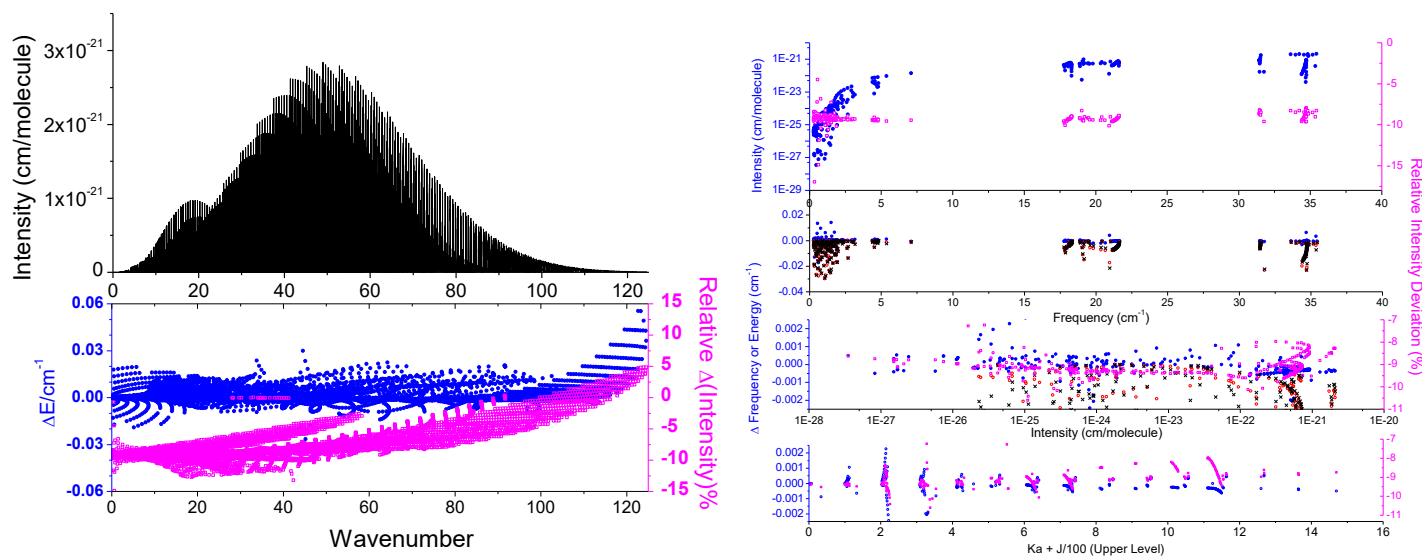 Intensity (cm/molecule)
3x10-21
2x10-21
1x10-21
0
0 20 40 60 80 100 120
ΔE/cm-1
0.06
0.03
0.00
-0.03
-0.06
15
10
5
0
-5
-10
-15
Relative Δ(Intensity)%
0 20 40 60 80 100 120
Wavenumber
Intensity (cm/molecule)
1E-21
1E-23
1E-25
1E-27
1E-29
0
-5
-10
-15
Relative Intensity Deviation (%)
0 5 10 15 20 25 30 35 40
Δ Frequency or Energy (cm-1)
0.02
0.00
-0.02
-0.04
0 5 10 15 20 25 30 35 40
Frequency (cm-1)
0.002
0.001
0.000
-0.001
-0.002
-7
-8
-9
-10
-11
1E-28 1E-27 1E-26 1E-25 1E-24 1E-23 1E-22 1E-21 1E-20
Intensity (cm/molecule)
0.002
0.001
0.000
-0.001
-0.002
-7
-8
-9
-10
-11
0 2 4 6 8 10 12 14 16
Ka + J/100 (Upper Level)